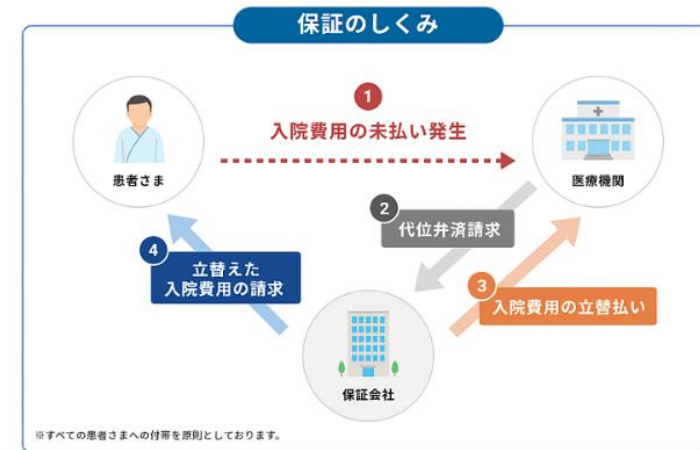 保証のしくみ
1
入院費用の未払い発生
患者さま
医療機関
2
代位弁済請求
4
立替えた
入院費用の請求
3
入院費用の立替払い
保証会社
※すべての患者さまへの付帯を原則としております。